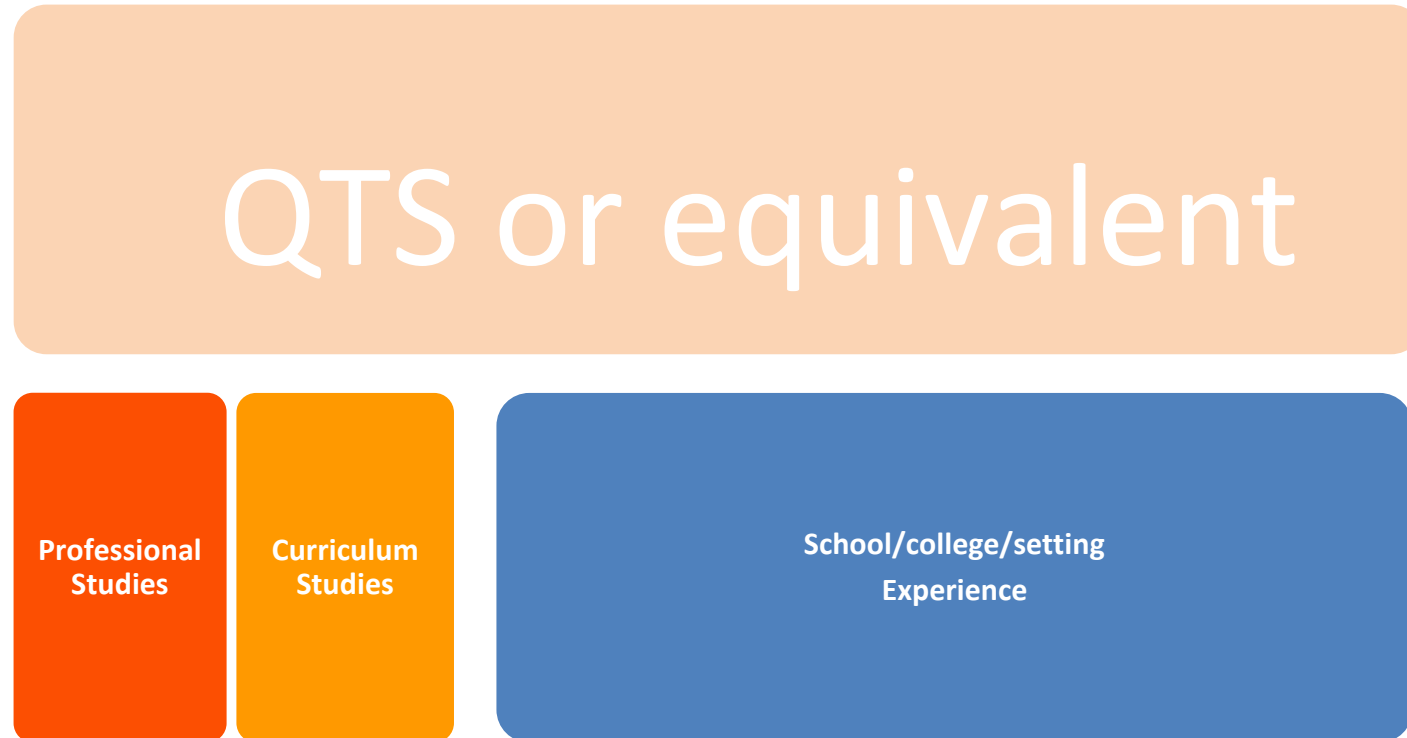 QTS or equivalent
Professional
Studies
Curriculum
Studies
School/college/setting
Experience